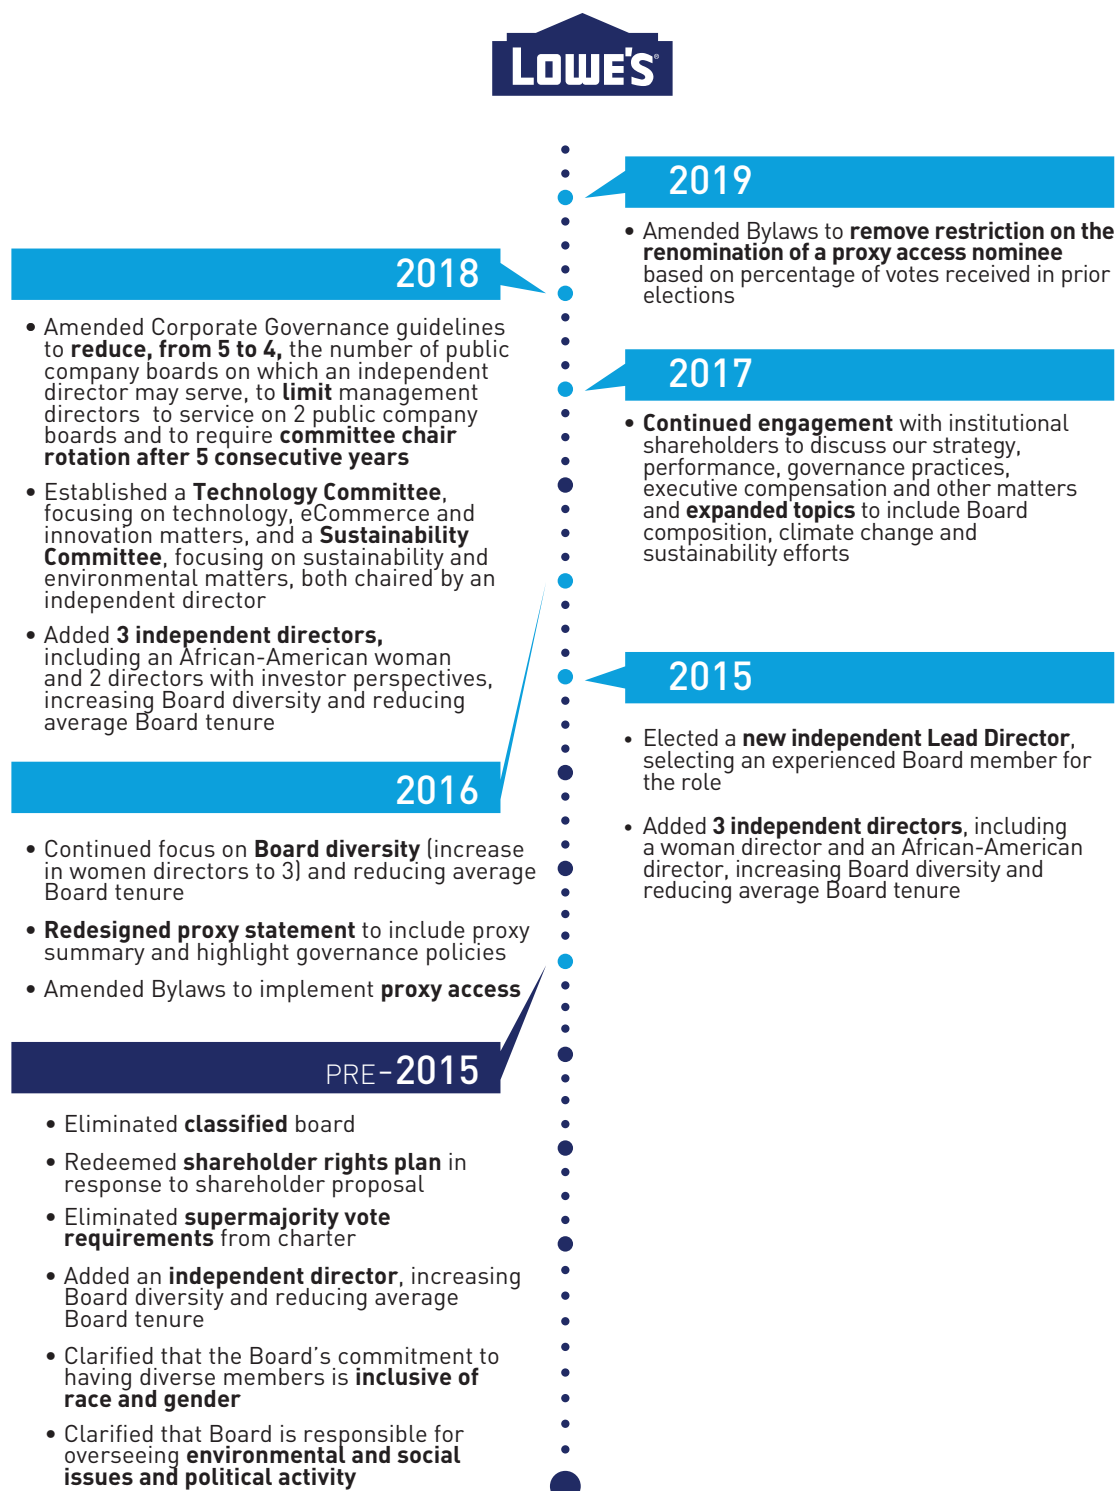 LOWE'S®
2019
• Amended Bylaws to remove restriction on the
renomination of a proxy access nominee
based on percentage of votes received in prior
elections
2018
• Amended Corporate Governance guidelines
to reduce, from 5 to 4, the number of public
company boards on which an independent
director may serve, to limit management
directors to service on 2 public company
boards and to require committee chair
rotation after 5 consecutive years
• Established a Technology Committee,
focusing on technology, eCommerce and
innovation matters, and a Sustainability
Committee, focusing on sustainability and
environmental matters, both chaired by an
independent director
• Added 3 independent directors,
including an African-American woman
and 2 directors with investor perspectives,
increasing Board diversity and reducing
average Board tenure
2017
• Continued engagement with institutional
shareholders to discuss our strategy,
performance, governance practices,
executive compensation and other matters
and expanded topics to include Board
composition, climate change and
sustainability efforts
2016
• Continued focus on Board diversity (increase
in women directors to 3) and reducing average
Board tenure
• Redesigned proxy statement to include proxy
summary and highlight governance policies
• Amended Bylaws to implement proxy access
2015
• Elected a new independent Lead Director,
selecting an experienced Board member for
the role
• Added 3 independent directors, including
a woman director and an African-American
director, increasing Board diversity and
reducing average Board tenure
PRE-2015
• Eliminated classified board
• Redeemed shareholder rights plan in
response to shareholder proposal
• Eliminated supermajority vote
requirements from charter
• Added an independent director, increasing
Board diversity and reducing average
Board tenure
• Clarified that the Board's commitment to
having diverse members is inclusive of
race and gender
• Clarified that Board is responsible for
overseeing environmental and social
issues and political activity